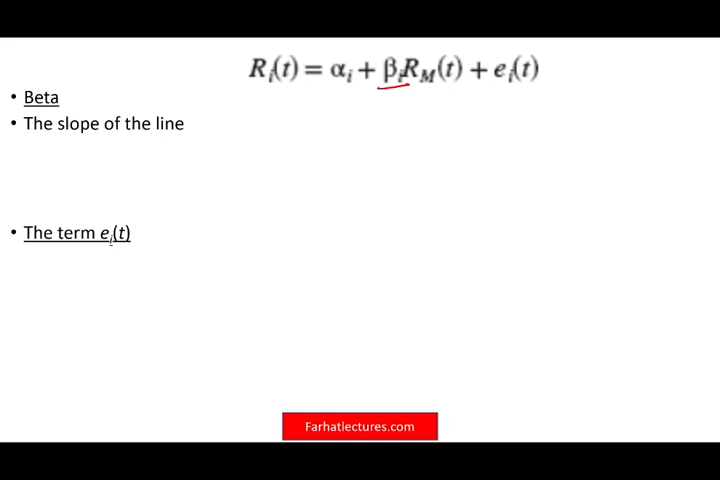 Rᵢ(t) = αᵢ + βᵢR_M(t) + eᵢ(t)
• Beta
• The slope of the line
• The term eᵢ(t)
Farhatlectures.com